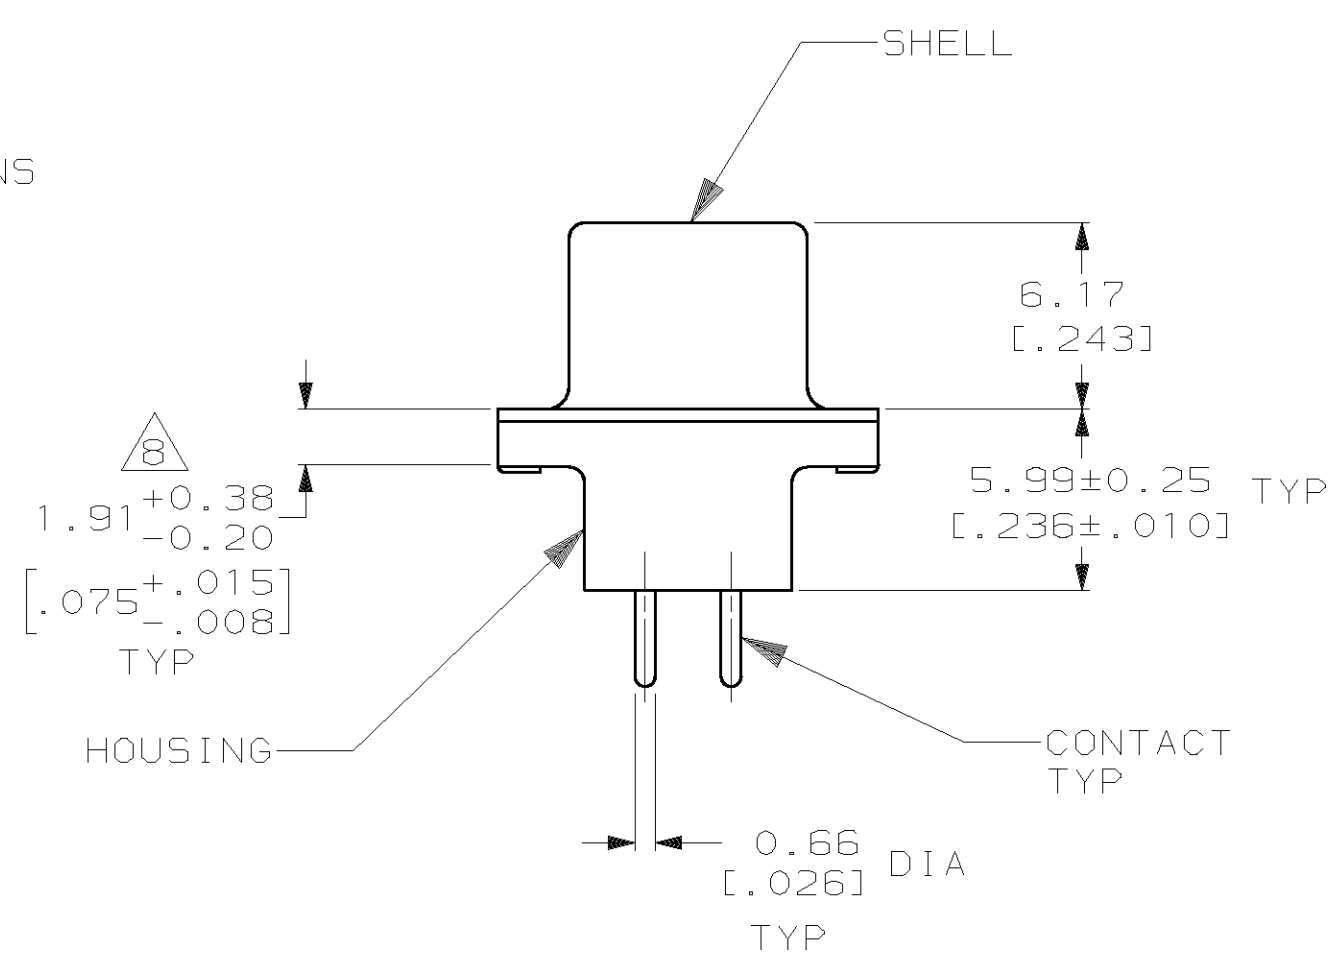 SHELL
NS
6.17
[.243]
8
1.91 +0.38
-0.20
[.075 +.015
-.008]
TYP
5.99±0.25 TYP
[.236±.010]
HOUSING
CONTACT
TYP
0.66 DIA
[.026]
TYP